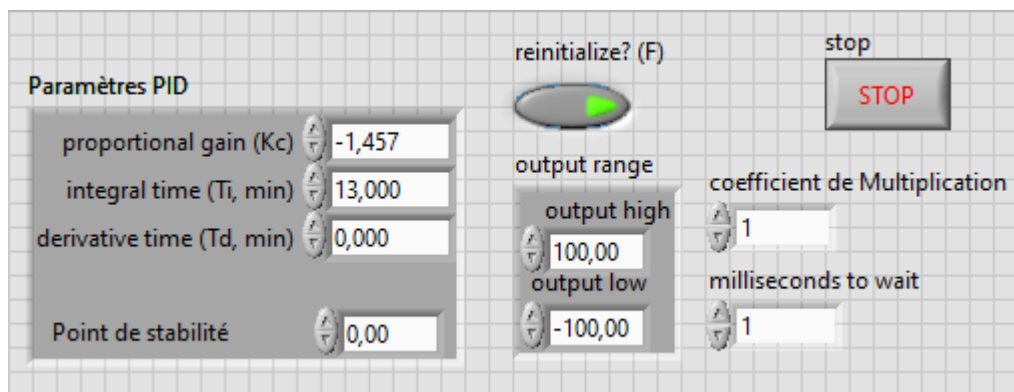 Paramètres PID
proportional gain (Kc) -1,457
integral time (Ti, min) 13,000
derivative time (Td, min) 0,000
Point de stabilité 0,00
reinitialize? (F)
output range
output high
100,00
output low
-100,00
stop
STOP
coefficient de Multiplication
1
milliseconds to wait
1